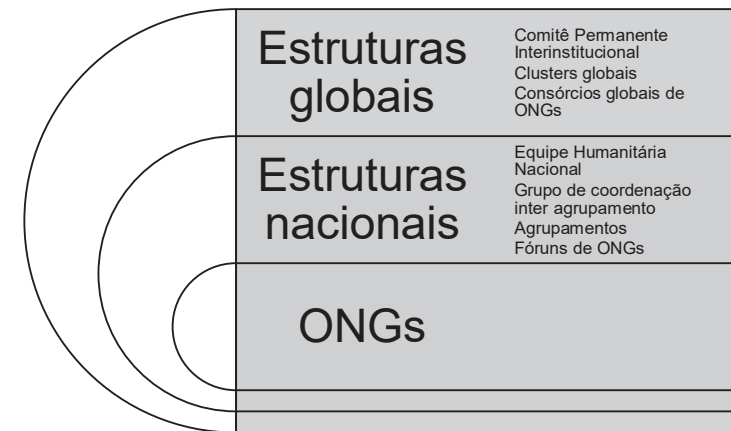 Estruturas
globais
Comitê Permanente
Interinstitucional
Clusters globais
Consórcios globais de
ONGs
Estruturas
nacionais
Equipe Humanitária
Nacional
Grupo de coordenação
inter agrupamento
Agrupamentos
Fóruns de ONGs
ONGs